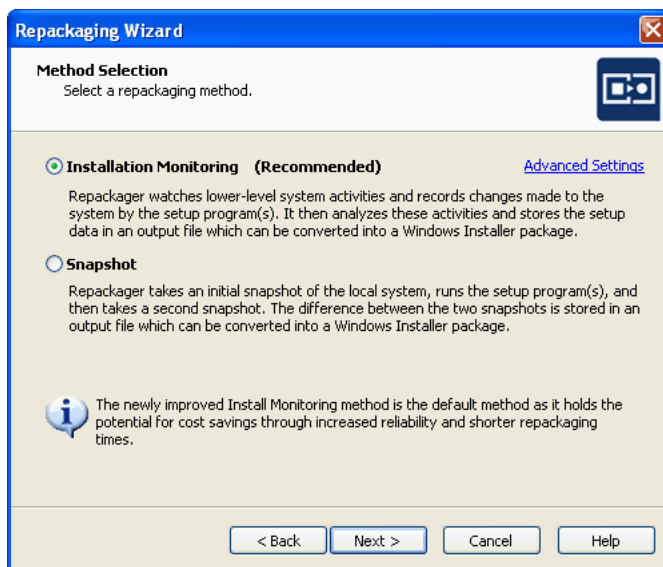 Repackaging Wizard
Method Selection
Select a repackaging method.
Installation Monitoring (Recommended)
Advanced Settings
Repackager watches lower-level system activities and records changes made to the
system by the setup program(s). It then analyzes these activities and stores the setup
data in an output file which can be converted into a Windows Installer package.
Snapshot
Repackager takes an initial snapshot of the local system, runs the setup program(s), and
then takes a second snapshot. The difference between the two snapshots is stored in an
output file which can be converted into a Windows Installer package.
The newly improved Install Monitoring method is the default method as it holds the
potential for cost savings through increased reliability and shorter repackaging
times.
< Back
Next >
Cancel
Help